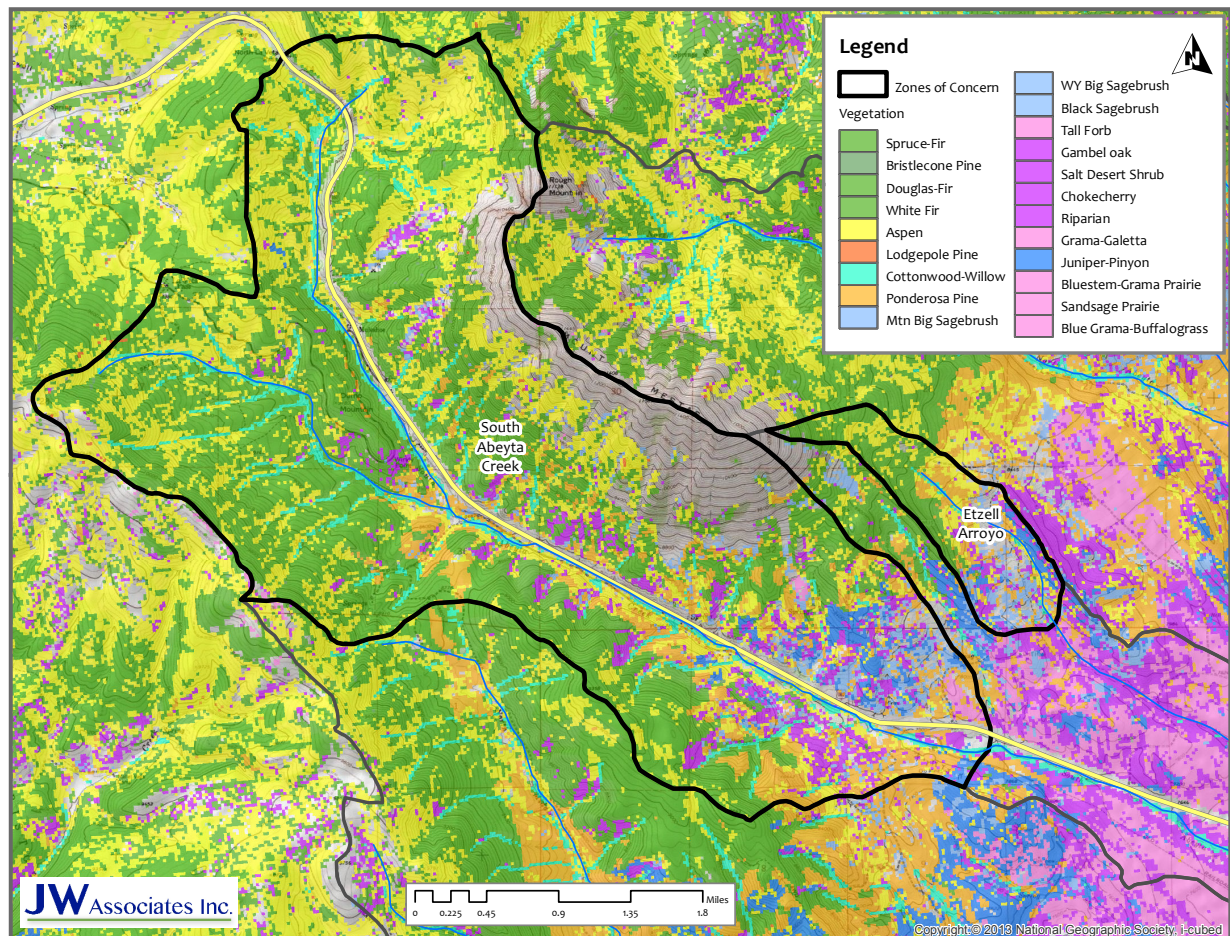 Legend
N
Zones of Concern
Vegetation
Spruce-Fir
Bristlecone Pine
Douglas-Fir
White Fir
Aspen
Lodgepole Pine
Cottonwood-Willow
Ponderosa Pine
Mtn Big Sagebrush
WY Big Sagebrush
Black Sagebrush
Tall Forb
Gambel oak
Salt Desert Shrub
Chokecherry
Riparian
Grama-Galetta
Juniper-Pinyon
Bluestem-Grama Prairie
Sandsage Prairie
Blue Grama-Buffalograss
Rough
South
Abeyta
Creek
Etzell
Arroyo
JW Associates Inc.
Miles
0 0.225 0.45 0.9 1.35 1.8
Copyright:© 2013 National Geographic Society, i-cubed